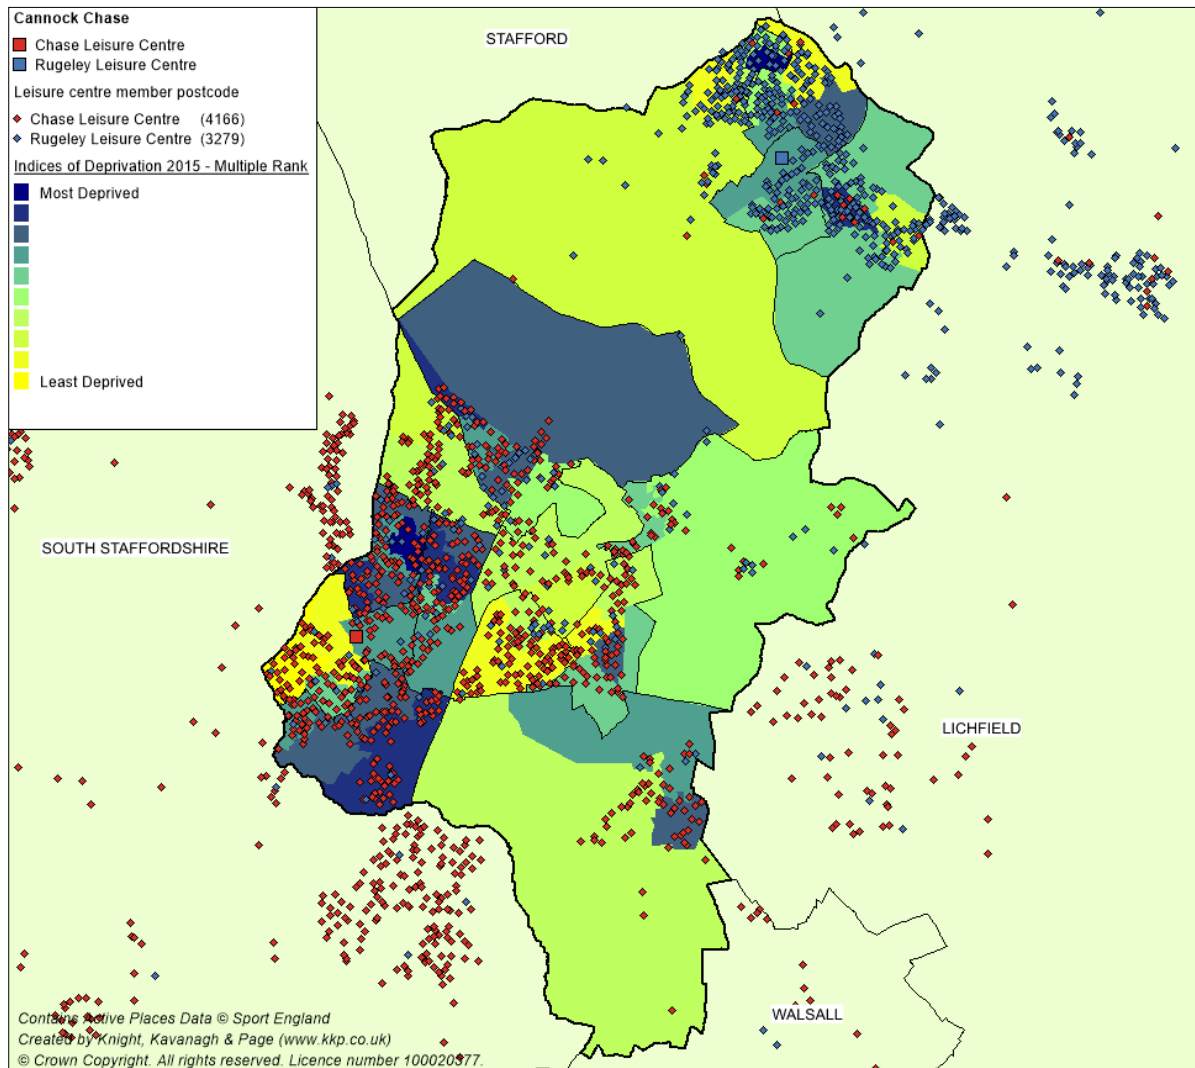 Cannock Chase
Chase Leisure Centre
Rugeley Leisure Centre
Leisure centre member postcode
Chase Leisure Centre (4166)
Rugeley Leisure Centre (3279)
Indices of Deprivation 2015 - Multiple Rank
Most Deprived
Least Deprived
STAFFORD
SOUTH STAFFORDSHIRE
LICHFIELD
WALSALL
Contains Active Places Data © Sport England
Created by Knight, Kavanagh & Page (www.kkp.co.uk)
© Crown Copyright. All rights reserved. Licence number 100020577.